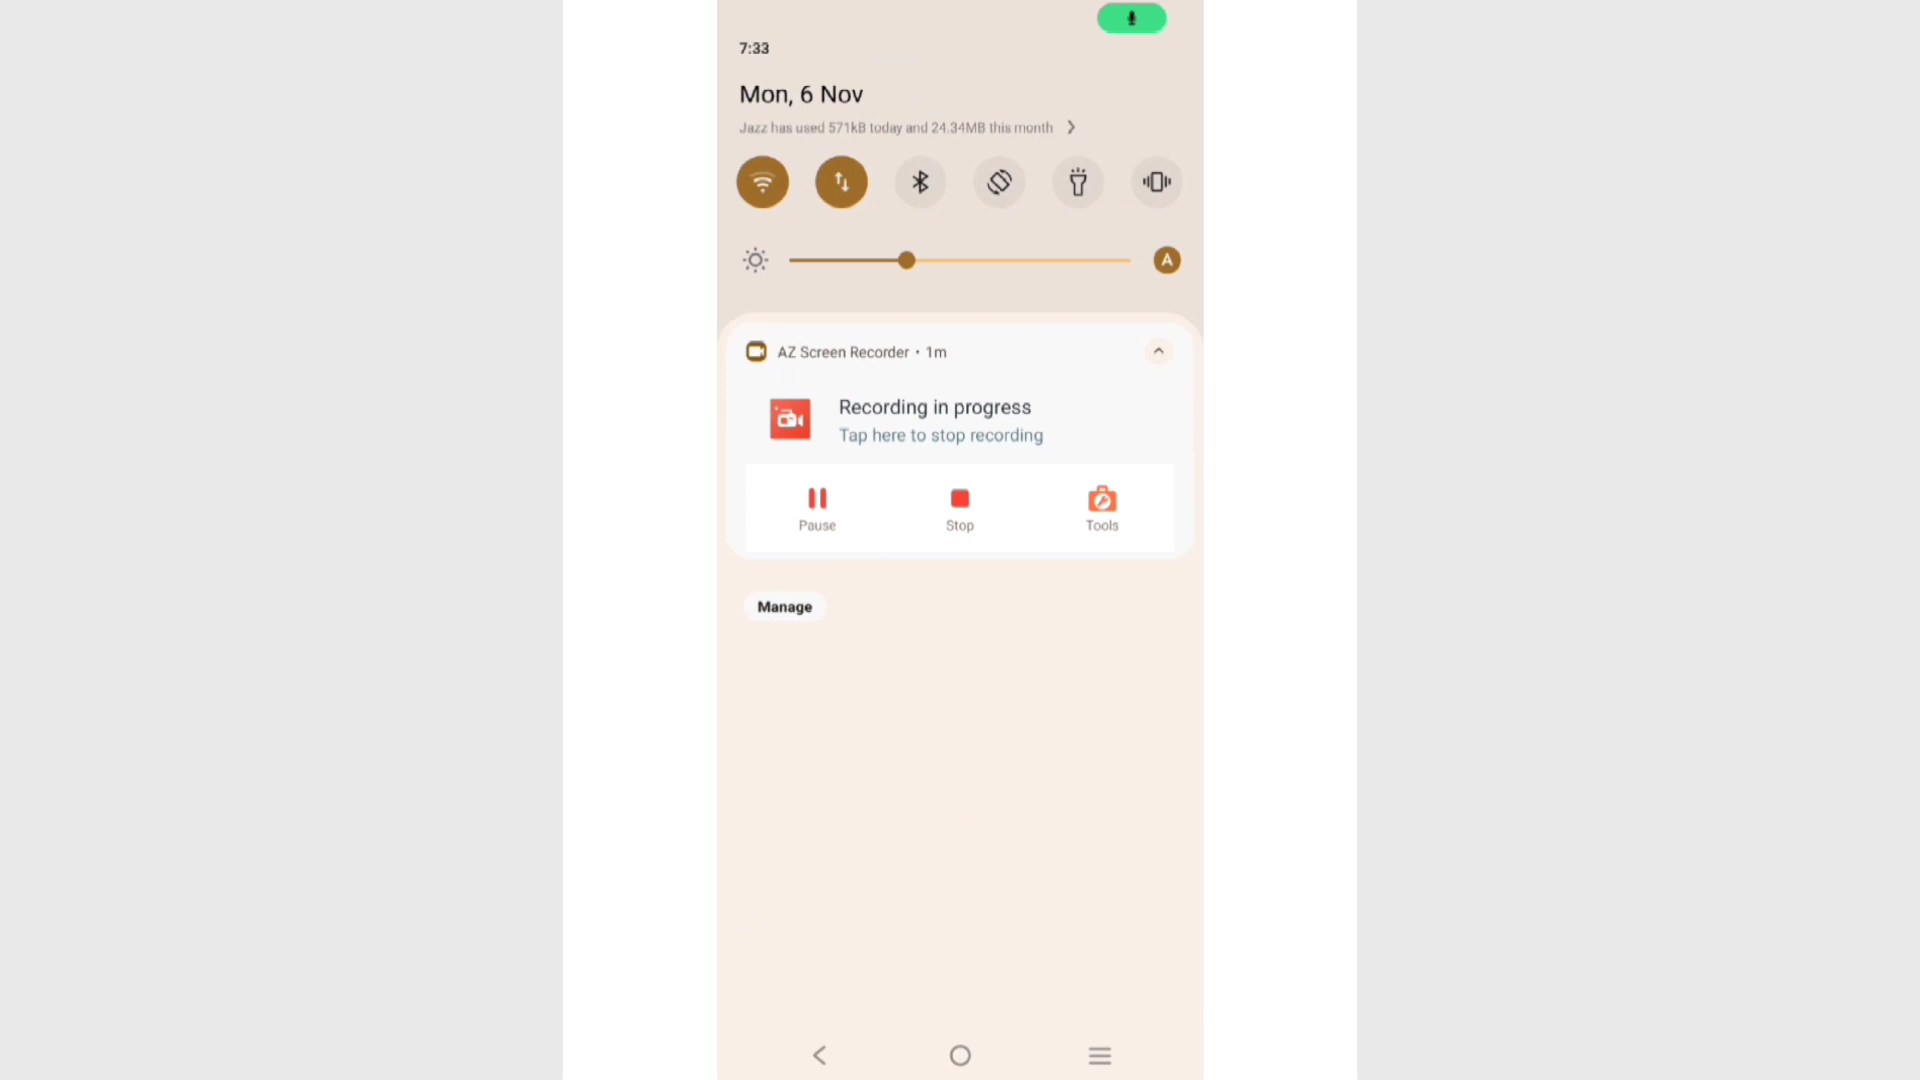 7:33
Mon, 6 Nov
Jazz has used 571kB today and 24.34MB this month
A
AZ Screen Recorder • 1m
Recording in progress
Tap here to stop recording
Pause Stop Tools
Manage